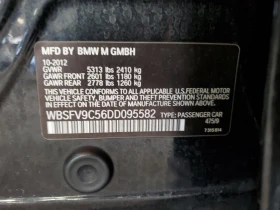 MFD. BY BMW M GMBH
10-2012
GVWR 5313 lbs 2410 kg
GAWR FRONT 2601 lbs 1180 kg
GAWR REAR 2778 lbs 1260 kg
THIS VEHICLE CONFORMS TO ALL APPLICABLE
U.S. FEDERAL MOTOR VEHICLE SAFETY,
BUMPER, AND THEFT PREVENTION
STANDARDS IN EFFECT ON THE DATE OF
MANUFACTURE SHOWN ABOVE.
WBSFV9C56DD095582 TYPE: PASSENGER CAR
475/9